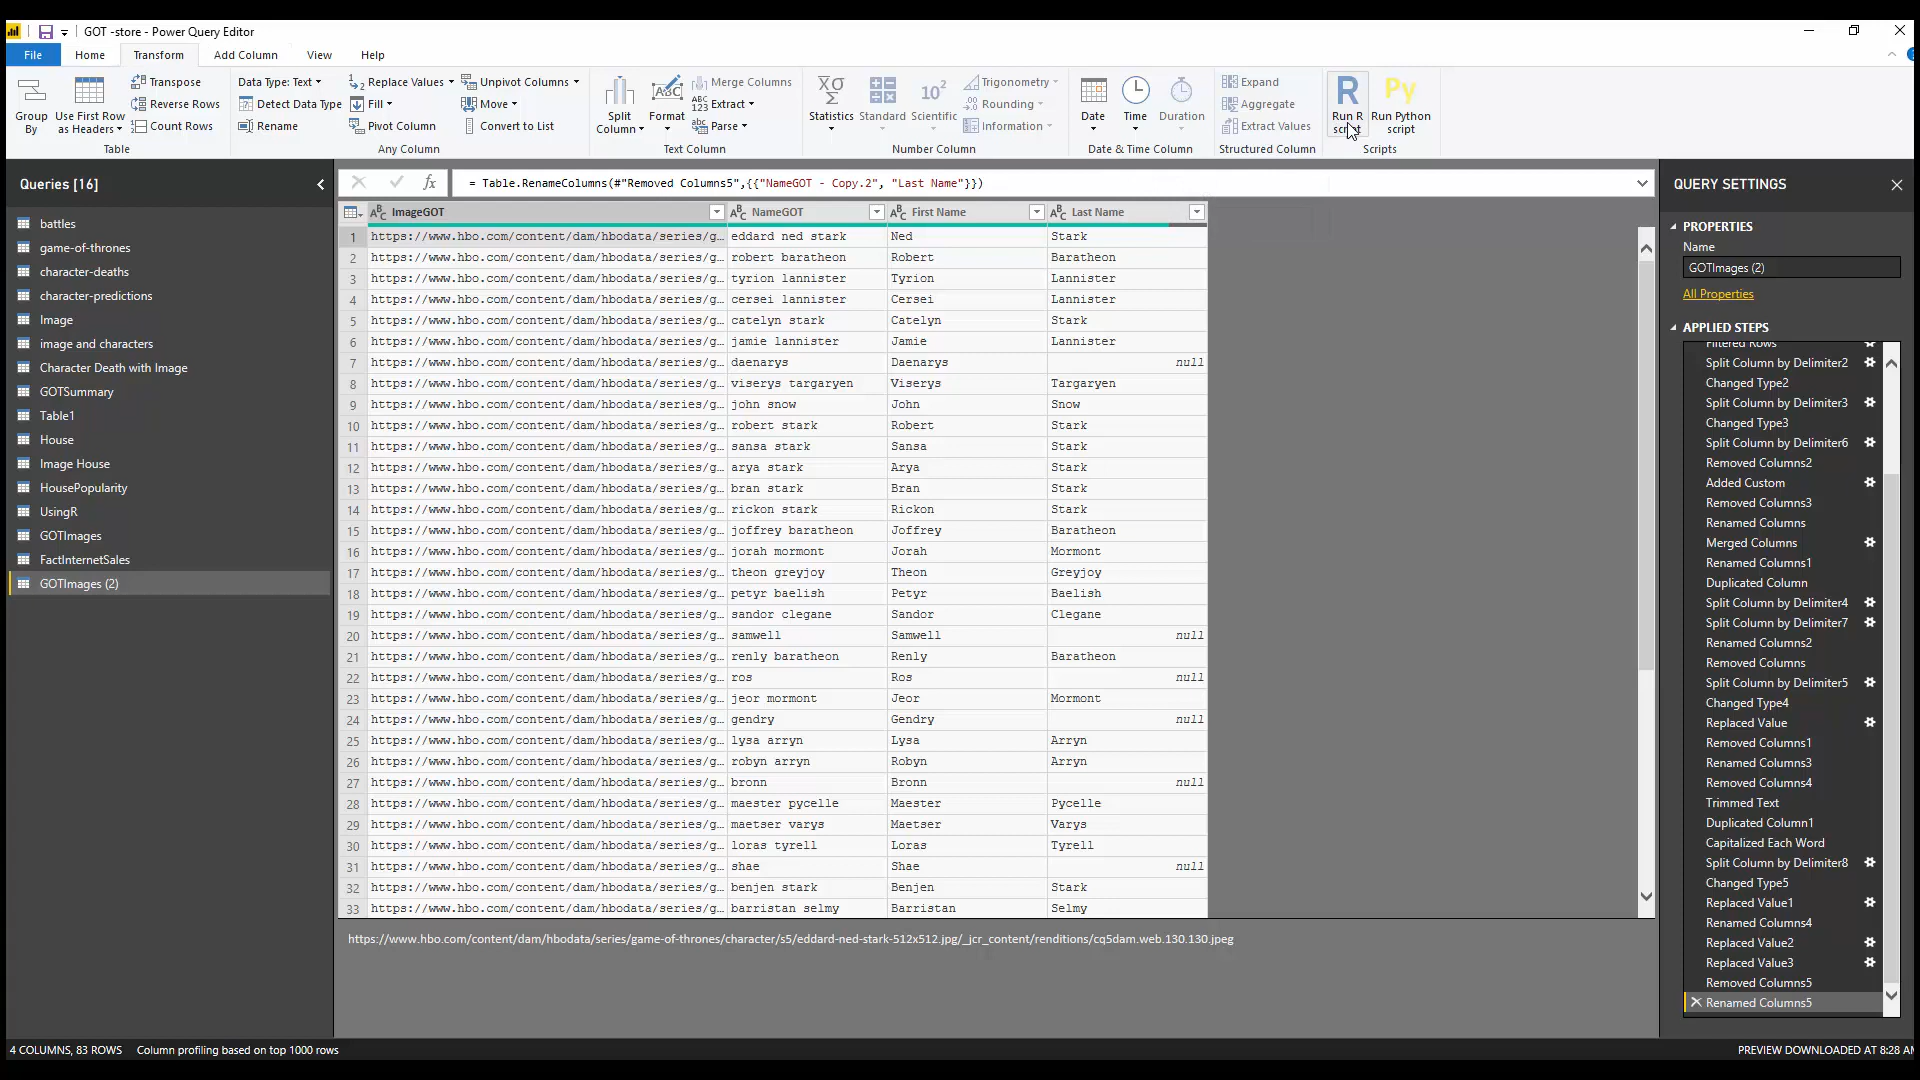 GOT -store - Power Query Editor
File Home Transform Add Column View Help
Group By
Use First Row as Headers
Transpose
Reverse Rows
Count Rows
Table
Data Type: Text
Detect Data Type
Rename
Replace Values
Fill
Pivot Column
Unpivot Columns
Move
Convert to List
Any Column
Split Column
Format
Merge Columns
Extract
Parse
Text Column
Statistics
Standard
Scientific
Trigonometry
Rounding
Information
Number Column
Date
Time
Duration
Date & Time Column
Expand
Aggregate
Extract Values
Structured Column
Run R script
Run Python script
Scripts
Queries [16]
battles
game-of-thrones
character-deaths
character-predictions
Image
image and characters
Character Death with Image
GOTSummary
Table1
House
Image House
HousePopularity
UsingR
GOTImages
FactInternetSales
GOTImages (2)
= Table.RenameColumns(#"Removed Columns5",{{"NameGOT - Copy.2", "Last Name"}})
ImageGOT NameGOT First Name Last Name
1 https://www.hbo.com/content/dam/hbodata/series/g... eddard ned stark Ned Stark
2 https://www.hbo.com/content/dam/hbodata/series/g... robert baratheon Robert Baratheon
3 https://www.hbo.com/content/dam/hbodata/series/g... tyrion lannister Tyrion Lannister
4 https://www.hbo.com/content/dam/hbodata/series/g... cersei lannister Cersei Lannister
5 https://www.hbo.com/content/dam/hbodata/series/g... catelyn stark Catelyn Stark
6 https://www.hbo.com/content/dam/hbodata/series/g... jamie lannister Jamie Lannister
7 https://www.hbo.com/content/dam/hbodata/series/g... daenarys Daenarys null
8 https://www.hbo.com/content/dam/hbodata/series/g... viserys targaryen Viserys Targaryen
9 https://www.hbo.com/content/dam/hbodata/series/g... john snow John Snow
10 https://www.hbo.com/content/dam/hbodata/series/g... robert stark Robert Stark
11 https://www.hbo.com/content/dam/hbodata/series/g... sansa stark Sansa Stark
12 https://www.hbo.com/content/dam/hbodata/series/g... arya stark Arya Stark
13 https://www.hbo.com/content/dam/hbodata/series/g... bran stark Bran Stark
14 https://www.hbo.com/content/dam/hbodata/series/g... rickon stark Rickon Stark
15 https://www.hbo.com/content/dam/hbodata/series/g... joffrey baratheon Joffrey Baratheon
16 https://www.hbo.com/content/dam/hbodata/series/g... jorah mormont Jorah Mormont
17 https://www.hbo.com/content/dam/hbodata/series/g... theon greyjoy Theon Greyjoy
18 https://www.hbo.com/content/dam/hbodata/series/g... petyr baelish Petyr Baelish
19 https://www.hbo.com/content/dam/hbodata/series/g... sandor clegane Sandor Clegane
20 https://www.hbo.com/content/dam/hbodata/series/g... samwell Samwell null
21 https://www.hbo.com/content/dam/hbodata/series/g... renly baratheon Renly Baratheon
22 https://www.hbo.com/content/dam/hbodata/series/g... ros Ros null
23 https://www.hbo.com/content/dam/hbodata/series/g... jeor mormont Jeor Mormont
24 https://www.hbo.com/content/dam/hbodata/series/g... gendry Gendry null
25 https://www.hbo.com/content/dam/hbodata/series/g... lysa arryn Lysa Arryn
26 https://www.hbo.com/content/dam/hbodata/series/g... robyn arryn Robyn Arryn
27 https://www.hbo.com/content/dam/hbodata/series/g... bronn Bronn null
28 https://www.hbo.com/content/dam/hbodata/series/g... maester pycelle Maester Pycelle
29 https://www.hbo.com/content/dam/hbodata/series/g... maetser varys Maetser Varys
30 https://www.hbo.com/content/dam/hbodata/series/g... loras tyrell Loras Tyrell
31 https://www.hbo.com/content/dam/hbodata/series/g... shae Shae null
32 https://www.hbo.com/content/dam/hbodata/series/g... benjen stark Benjen Stark
33 https://www.hbo.com/content/dam/hbodata/series/g... barristan selmy Barristan Selmy
https://www.hbo.com/content/dam/hbodata/series/game-of-thrones/character/s5/eddard-ned-stark-512x512.jpg/_jcr_content/renditions/cq5dam.web.130.130.jpeg
QUERY SETTINGS
PROPERTIES
Name
GOTImages (2)
All Properties
APPLIED STEPS
Filtered Rows
Split Column by Delimiter2
Changed Type2
Split Column by Delimiter3
Changed Type3
Split Column by Delimiter6
Removed Columns2
Added Custom
Removed Columns3
Renamed Columns
Merged Columns
Renamed Columns1
Duplicated Column
Split Column by Delimiter4
Split Column by Delimiter7
Renamed Columns2
Removed Columns
Split Column by Delimiter5
Changed Type4
Replaced Value
Removed Columns1
Renamed Columns3
Removed Columns4
Trimmed Text
Duplicated Column1
Capitalized Each Word
Split Column by Delimiter8
Changed Type5
Replaced Value1
Renamed Columns4
Replaced Value2
Replaced Value3
Removed Columns5
Renamed Columns5
4 COLUMNS, 83 ROWS Column profiling based on top 1000 rows
PREVIEW DOWNLOADED AT 8:28 AM